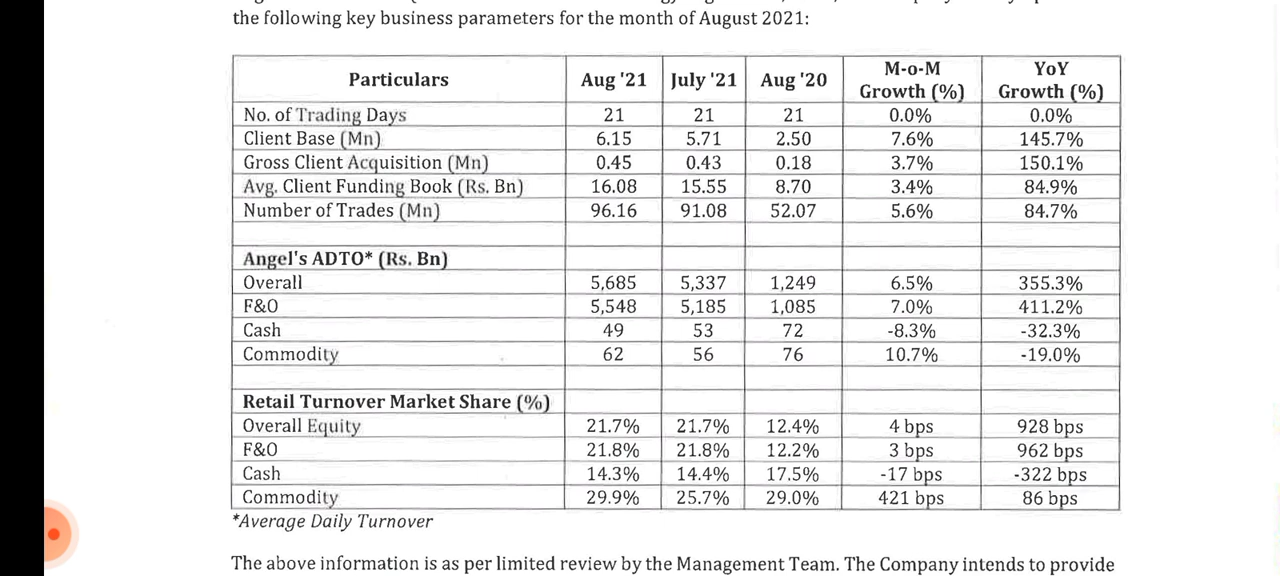 the following key business parameters for the month of August 2021:
Particulars Aug '21 July '21 Aug '20 M-o-M Growth (%) YoY Growth (%)
No. of Trading Days 21 21 21 0.0% 0.0%
Client Base (Mn) 6.15 5.71 2.50 7.6% 145.7%
Gross Client Acquisition (Mn) 0.45 0.43 0.18 3.7% 150.1%
Avg. Client Funding Book (Rs. Bn) 16.08 15.55 8.70 3.4% 84.9%
Number of Trades (Mn) 96.16 91.08 52.07 5.6% 84.7%
Angel's ADTO* (Rs. Bn)
Overall 5,685 5,337 1,249 6.5% 355.3%
F&O 5,548 5,185 1,085 7.0% 411.2%
Cash 49 53 72 -8.3% -32.3%
Commodity 62 56 76 10.7% -19.0%
Retail Turnover Market Share (%)
Overall Equity 21.7% 21.7% 12.4% 4 bps 928 bps
F&O 21.8% 21.8% 12.2% 3 bps 962 bps
Cash 14.3% 14.4% 17.5% -17 bps -322 bps
Commodity 29.9% 25.7% 29.0% 421 bps 86 bps
*Average Daily Turnover
The above information is as per limited review by the Management Team. The Company intends to provide